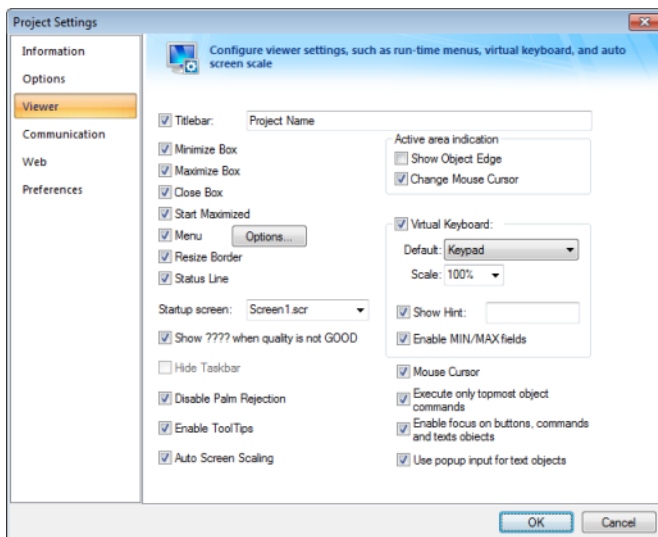 Project Settings
Information
Options
Viewer
Communication
Web
Preferences
Configure viewer settings, such as run-time menus, virtual keyboard, and auto
screen scale
Titlebar: Project Name
Minimize Box
Maximize Box
Close Box
Start Maximized
Menu Options...
Resize Border
Status Line
Startup screen: Screen1.scr
Show ???? when quality is not GOOD
Hide Taskbar
Disable Palm Rejection
Enable ToolTips
Auto Screen Scaling
Active area indication
Show Object Edge
Change Mouse Cursor
Virtual Keyboard:
Default: Keypad
Scale: 100%
Show Hint:
Enable MIN/MAX fields
Mouse Cursor
Execute only topmost object
commands
Enable focus on buttons, commands
and texts objects
Use popup input for text objects
OK Cancel